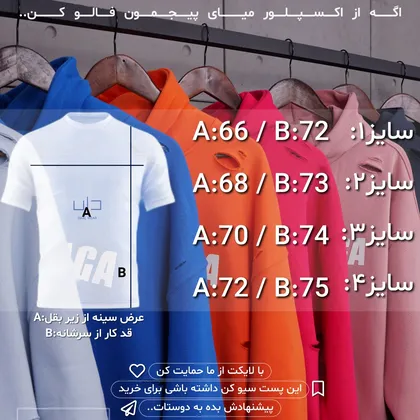 اگه از اکسپلور میای پیجمون فالو کن..
سایز۱: A:66 / B:72
سایز۲: A:68 / B:73
سایز۳: A:70 / B:74
سایز۴: A:72 / B:75
A
B
عرض سینه از زیر بغل:A
قد کار از سرشانه:B
با لایکت از ما حمایت کن
این پست سیو کن داشته باشی برای خرید
پیشنهادش بده به دوستات..